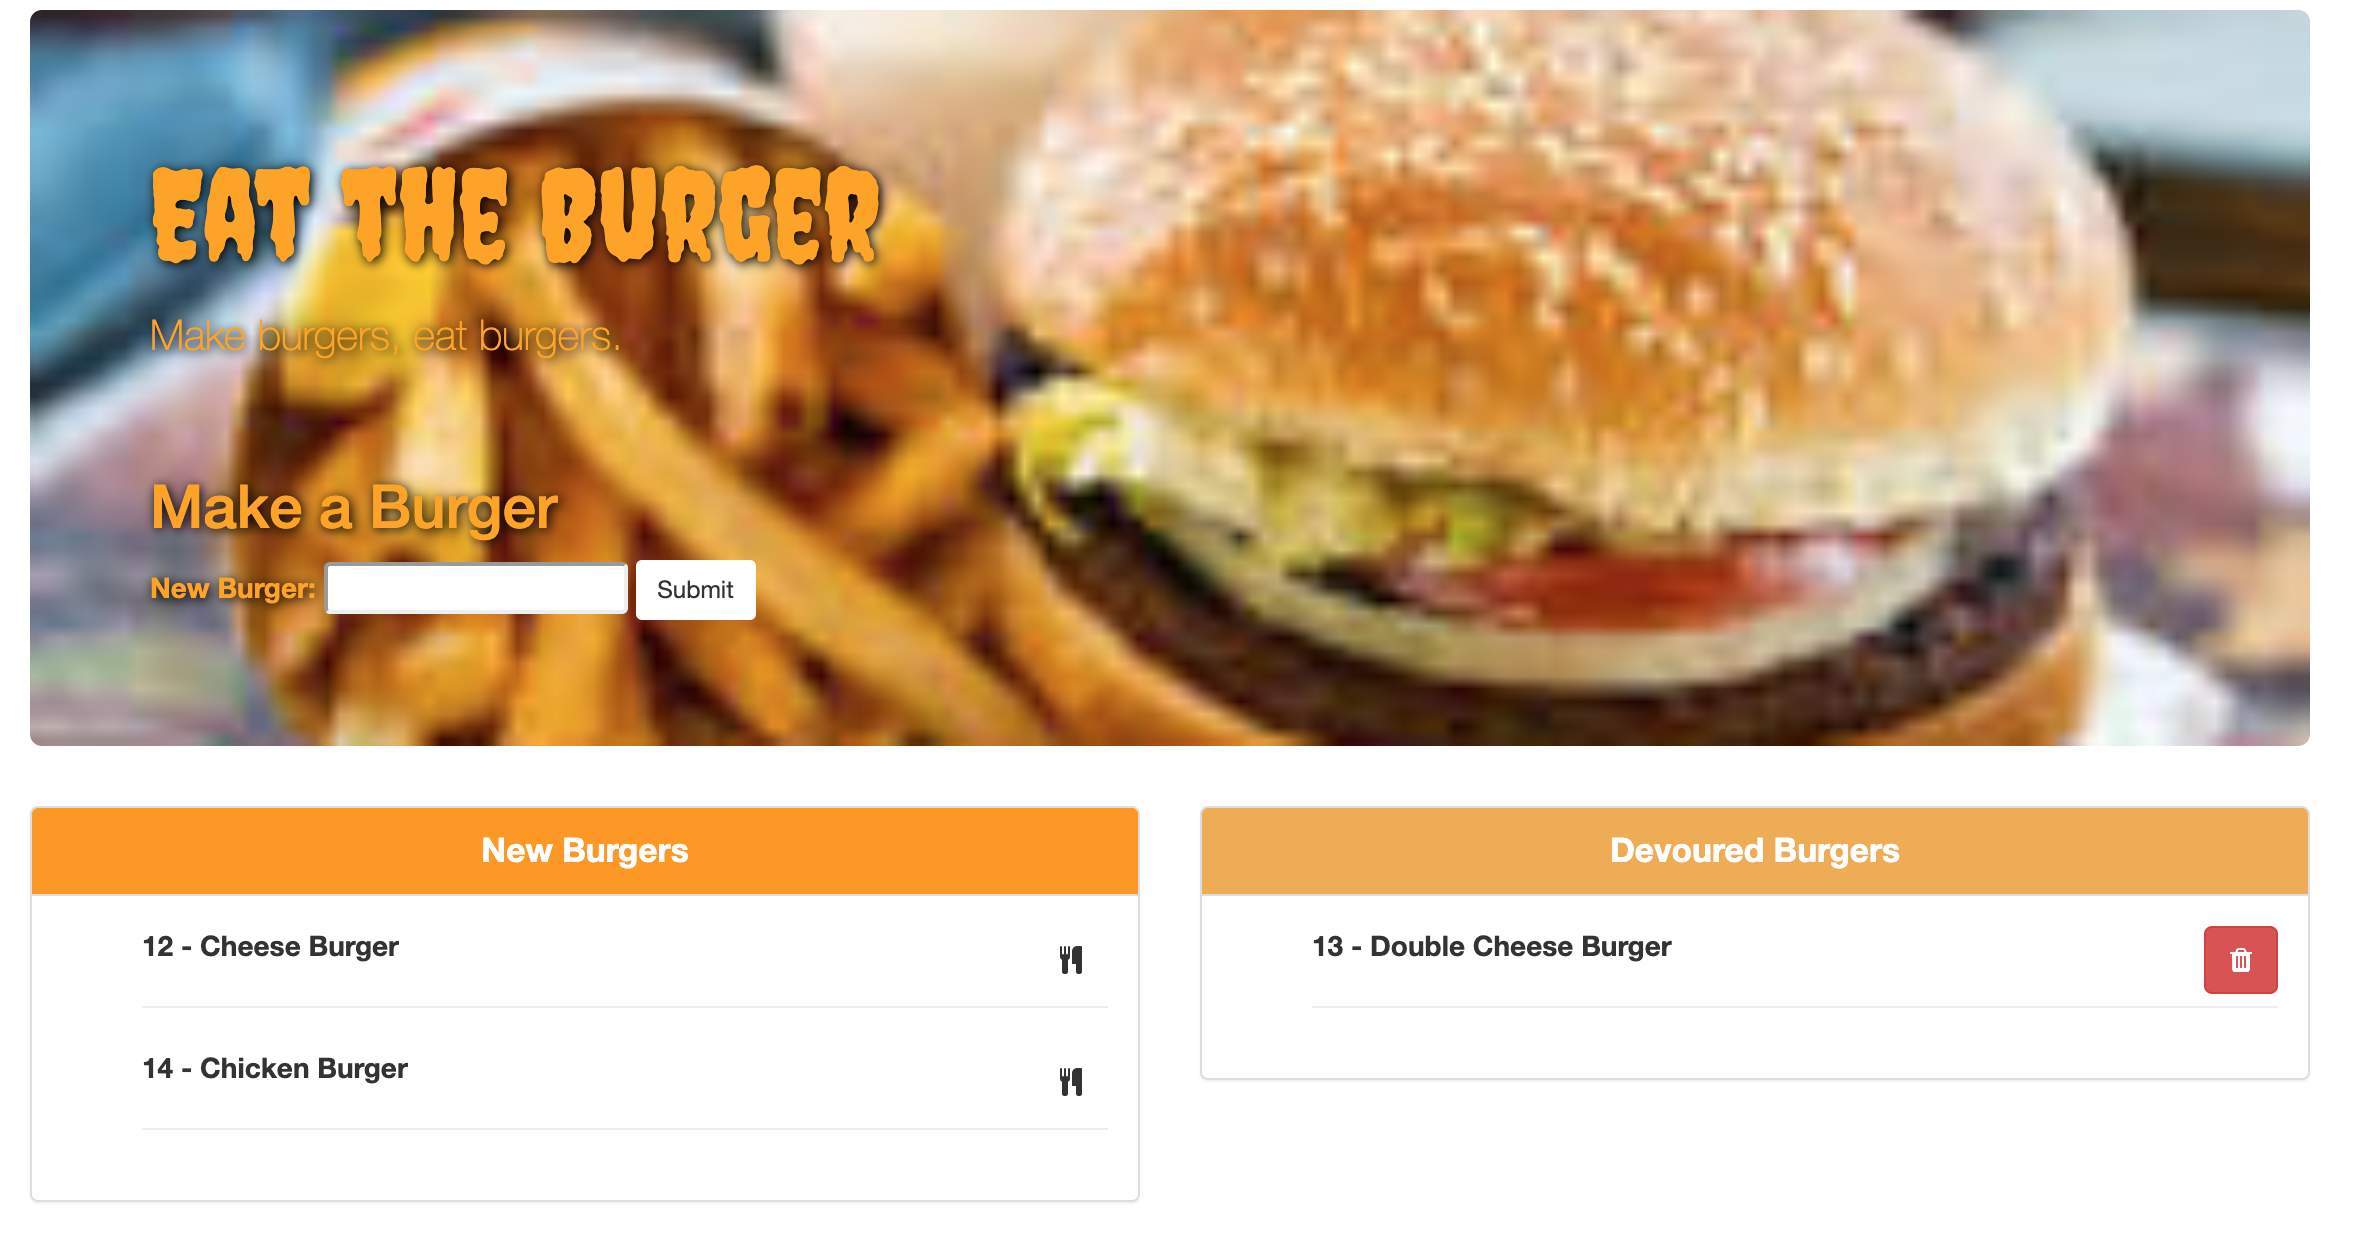 EAT THE BURGER
Make burgers, eat burgers.
Make a Burger
New Burger: Submit
New Burgers
12 - Cheese Burger
14 - Chicken Burger
Devoured Burgers
13 - Double Cheese Burger